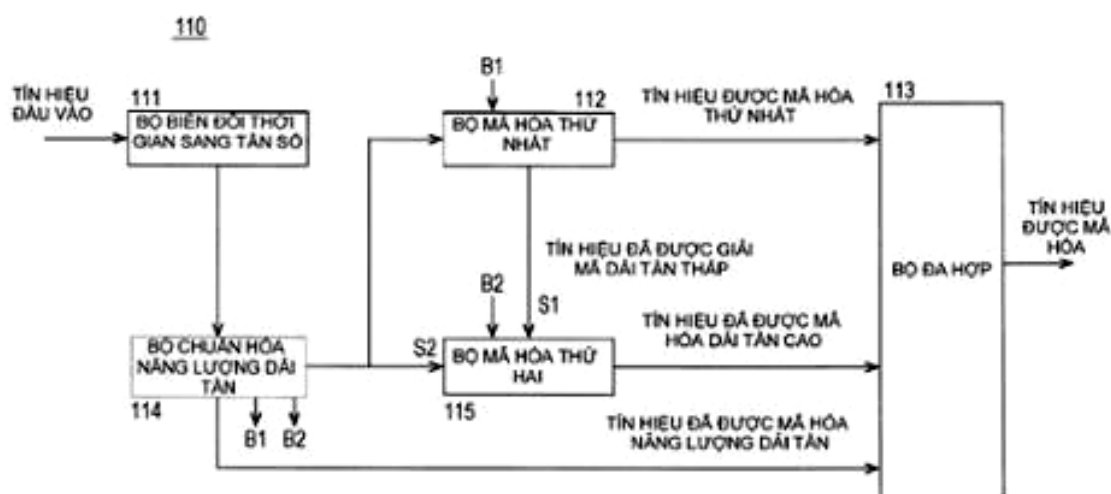 110
TÍN HIỆU
ĐẦU VÀO
111
BỘ BIẾN ĐỔI THỜI
GIAN SANG TẦN SỐ
B1
112
BỘ MÃ HÓA THỨ
NHẤT
TÍN HIỆU ĐƯỢC MÃ HÓA
THỨ NHẤT
113
BỘ ĐA HỢP
TÍN HIỆU
ĐƯỢC MÃ
HÓA
TÍN HIỆU ĐÃ ĐƯỢC GIẢI
MÃ DẢI TẦN THẤP
B2
S1
BỘ CHUẨN HÓA
NĂNG LƯỢNG DẢI
TẦN
114
B1
B2
S2
BỘ MÃ HÓA THỨ
HAI
115
TÍN HIỆU ĐÃ ĐƯỢC MÃ
HÓA DẢI TẦN CAO
TÍN HIỆU ĐÃ ĐƯỢC MÃ HÓA
NĂNG LƯỢNG DẢI TẦN